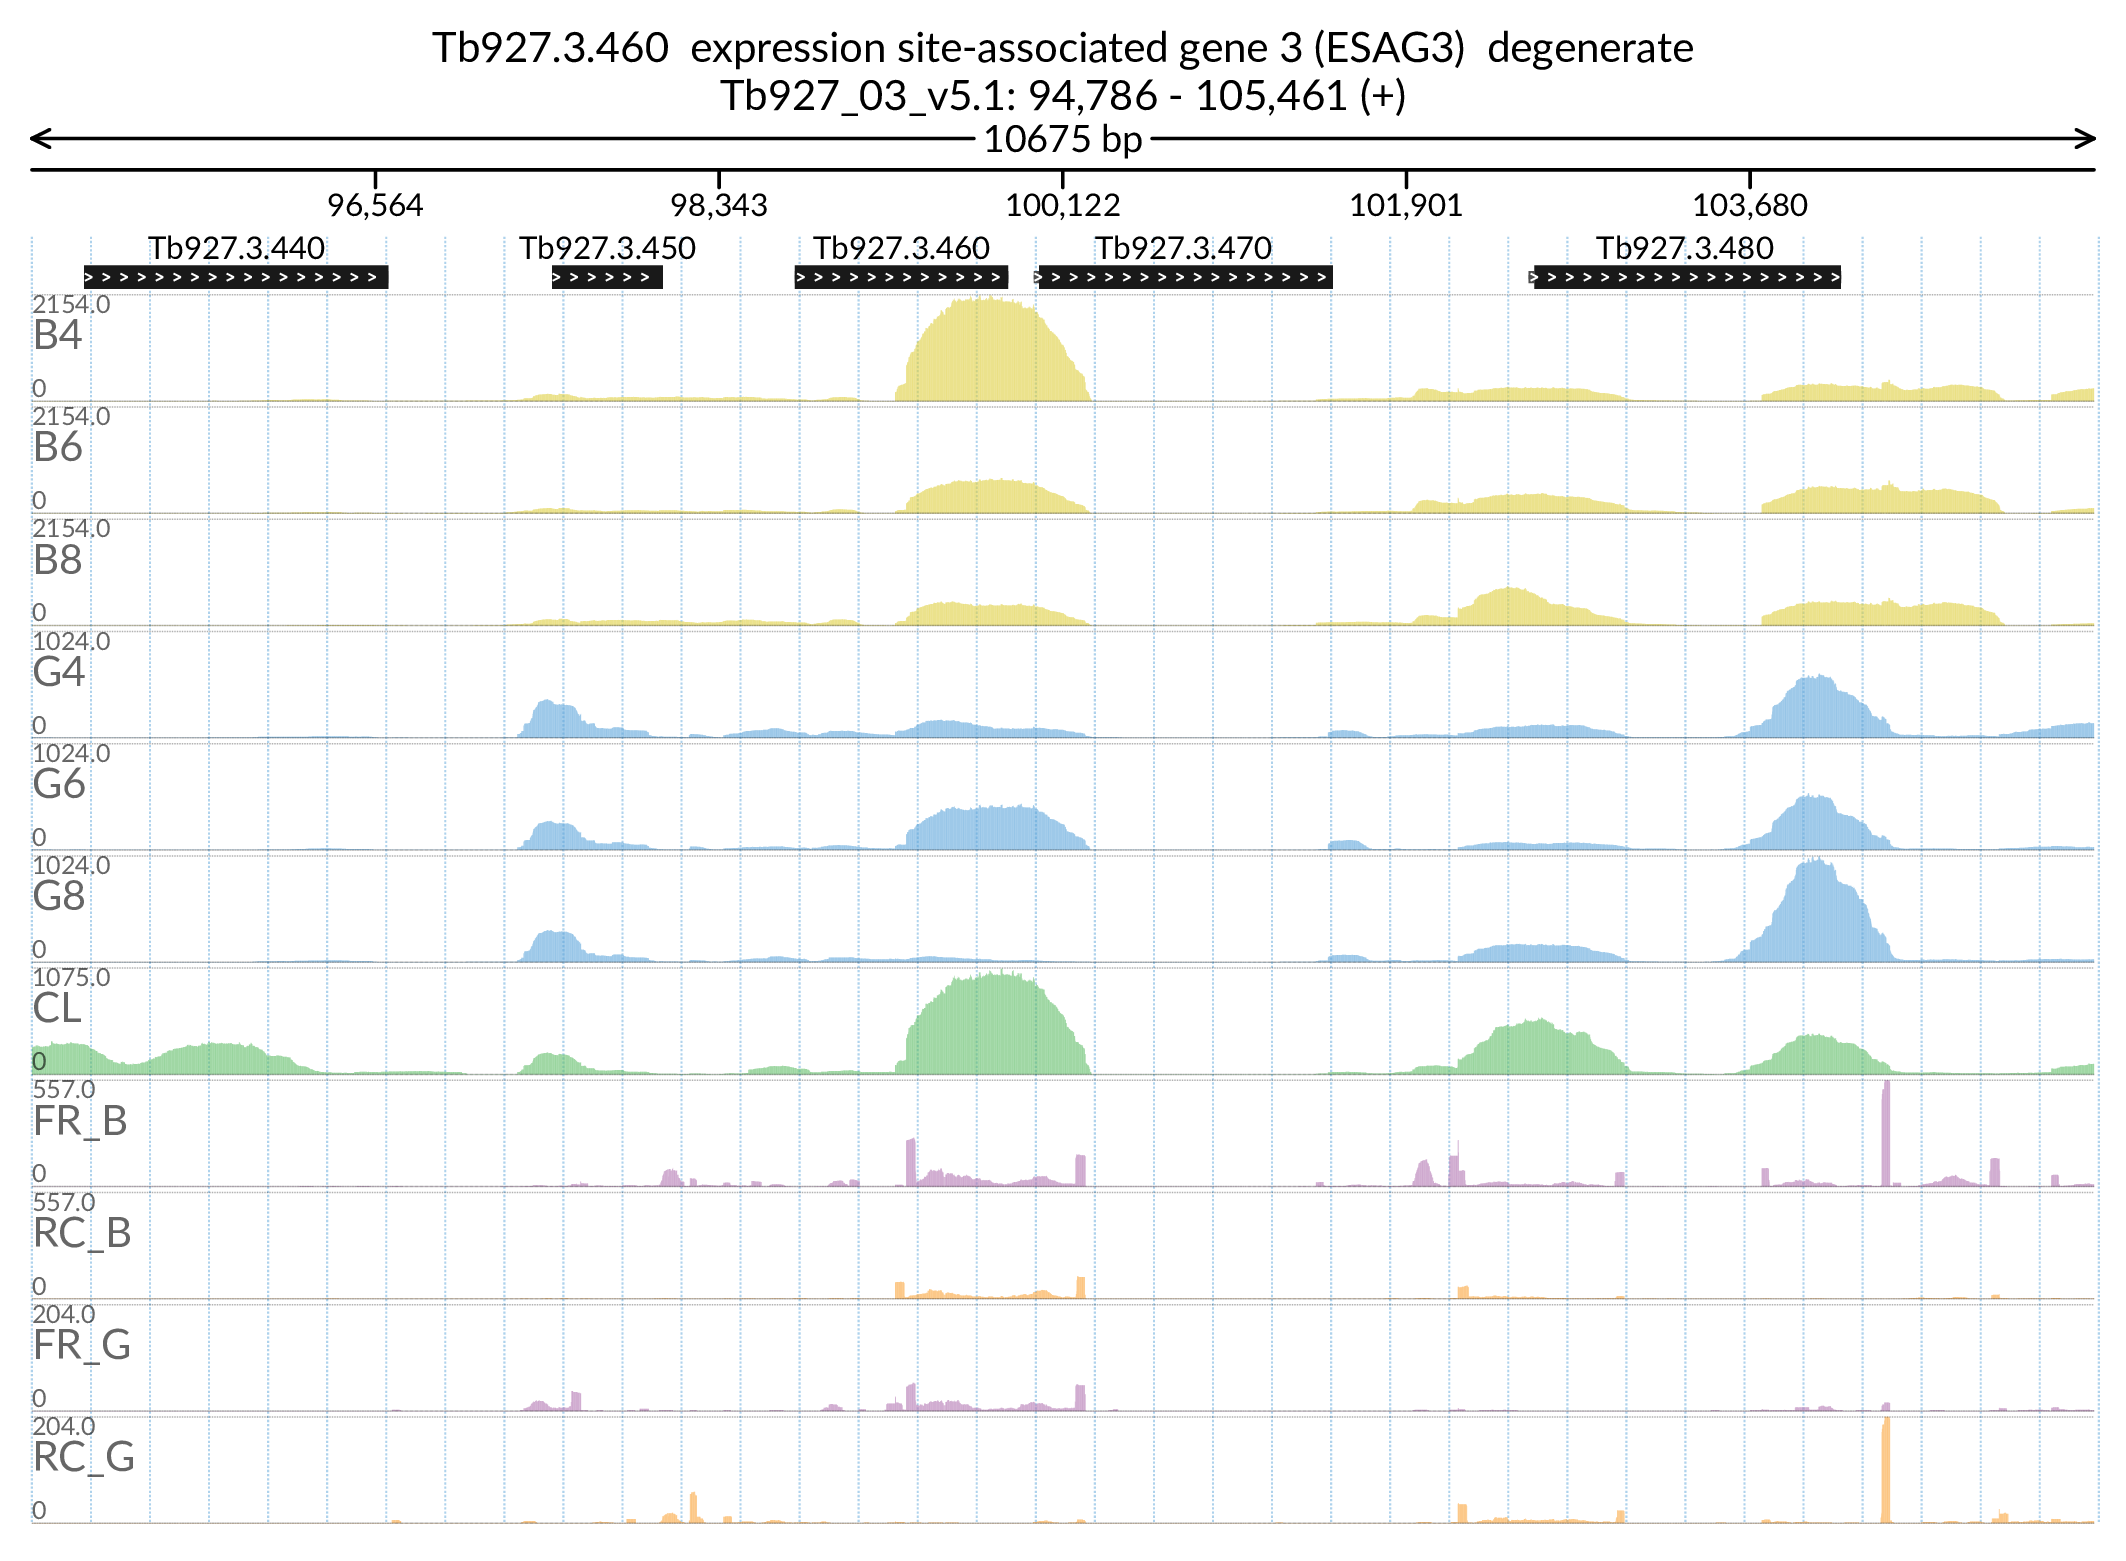 Tb927.3.460 expression site-associated gene 3 (ESAG3) degenerate
Tb927_03_v5.1: 94,786 - 105,461 (+)
10675 bp
96,564 98,343 100,122 101,901 103,680
Tb927.3.440 Tb927.3.450 Tb927.3.460 Tb927.3.470 Tb927.3.480
2154.0
B4
0
2154.0
B6
0
2154.0
B8
0
1024.0
G4
0
1024.0
G6
0
1024.0
G8
0
1075.0
CL
0
557.0
FR_B
0
557.0
RC_B
0
204.0
FR_G
0
204.0
RC_G
0